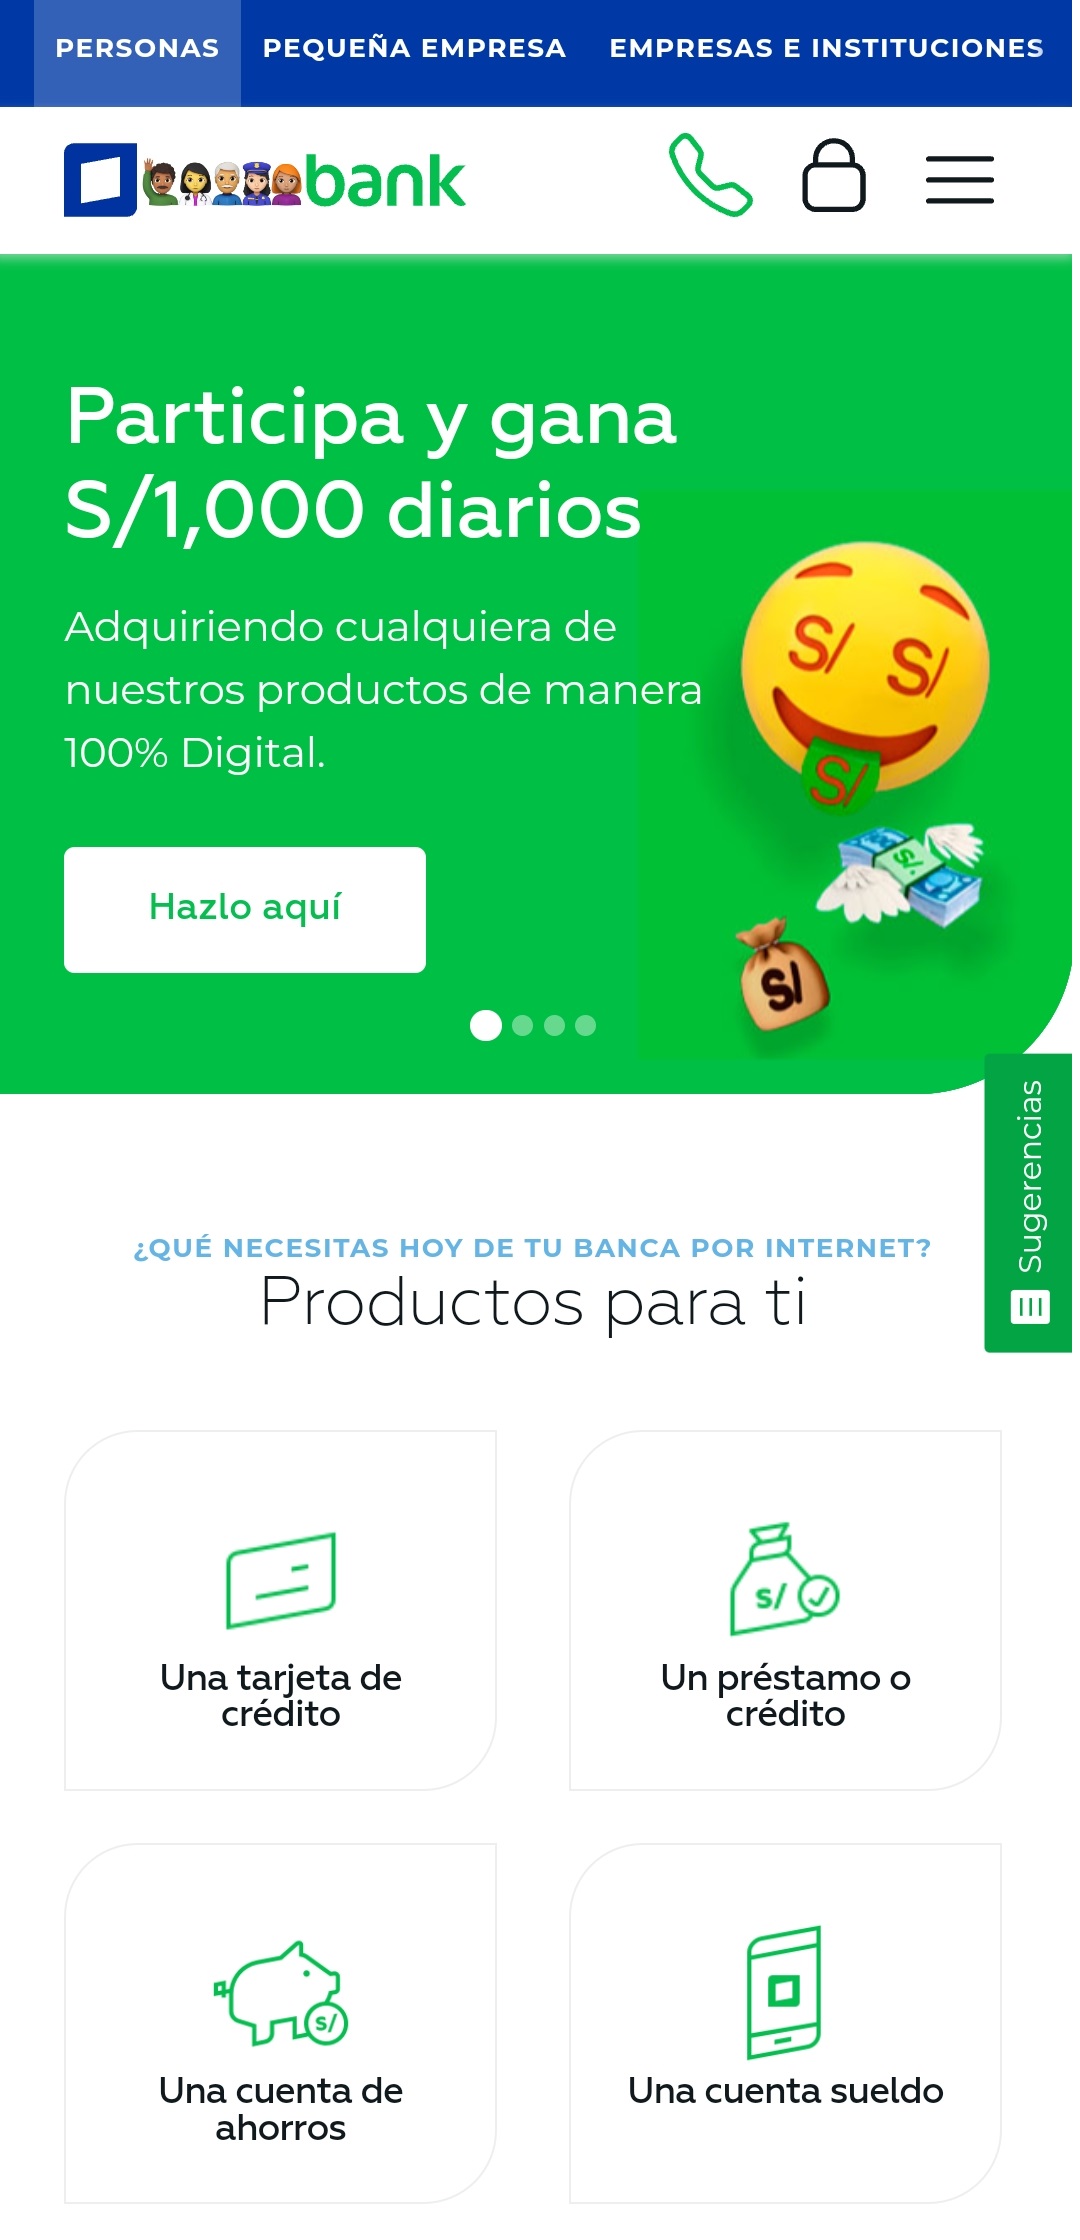 PERSONAS PEQUEÑA EMPRESA EMPRESAS E INSTITUCIONES
bank
Participa y gana
S/1,000 diarios
Adquiriendo cualquiera de
nuestros productos de manera
100% Digital.
Hazlo aquí
S/ S/
S/
S/.
S/
Sugerencias
¿QUÉ NECESITAS HOY DE TU BANCA POR INTERNET?
Productos para ti
S/
Una tarjeta de
crédito
Un préstamo o
crédito
S/
Una cuenta de
ahorros
Una cuenta sueldo